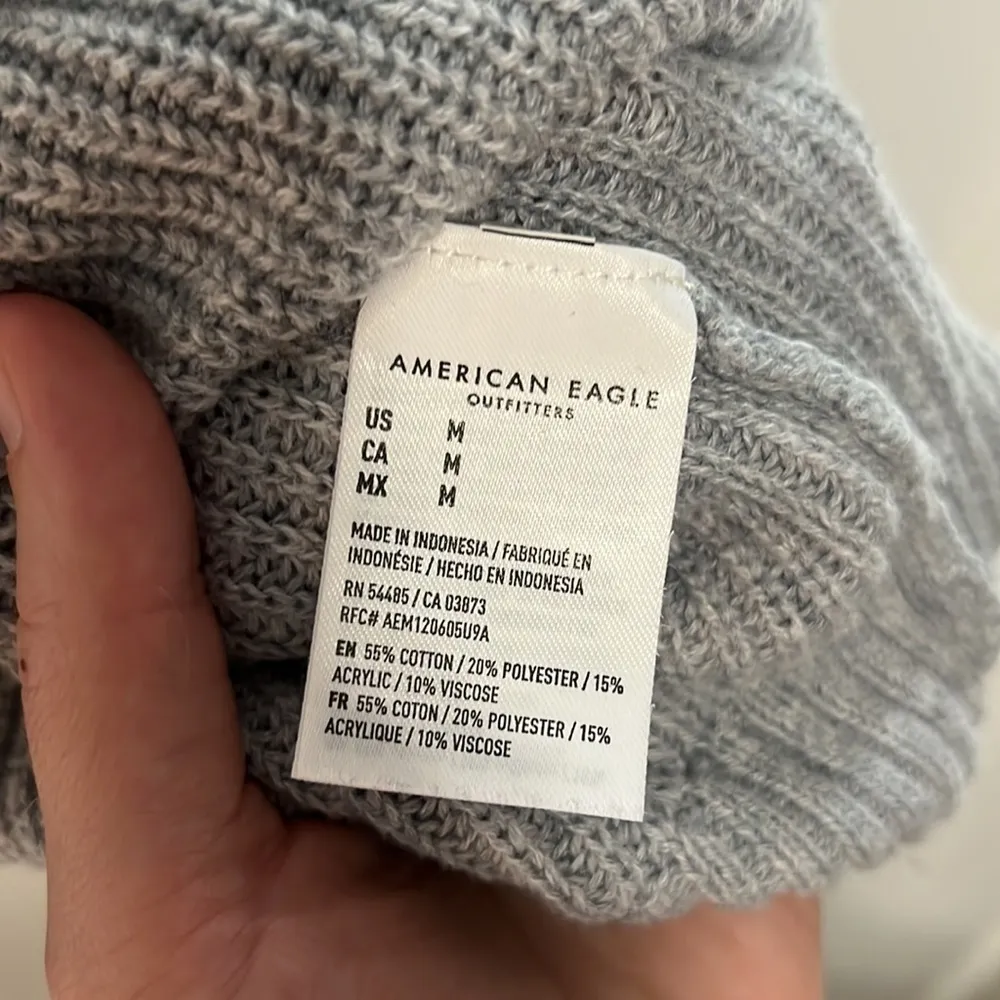 AMERICAN EAGLE
OUTFITTERS
US M
CA M
MX M
MADE IN INDONESIA / FABRIQUÉ EN
INDONÉSIE / HECHO EN INDONESIA
RN 54485 / CA 03873
RFC# AEM120605U9A
EN 55% COTTON / 20% POLYESTER / 15%
ACRYLIC / 10% VISCOSE
FR 55% COTON / 20% POLYESTER / 15%
ACRYLIQUE / 10% VISCOSE